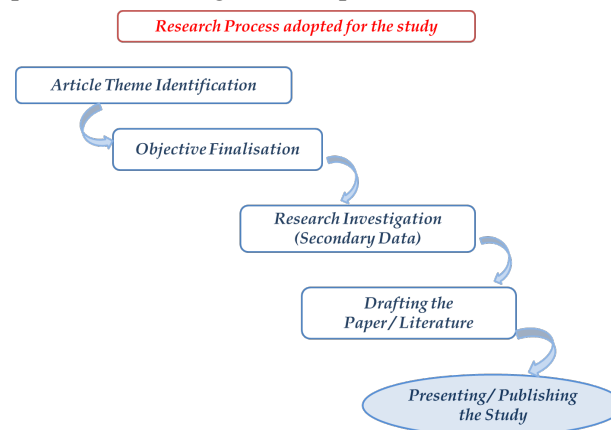 Research Process adopted for the study
Article Theme Identification
Objective Finalisation
Research Investigation
(Secondary Data)
Drafting the
Paper / Literature
Presenting/ Publishing
the Study